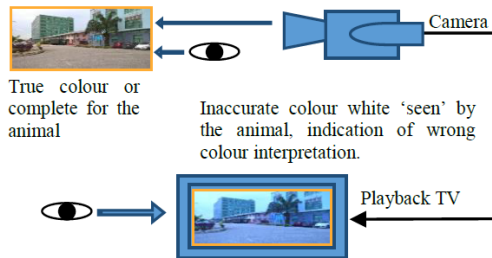 Camera
True colour or
complete for the
animal
Inaccurate colour white ‘seen’ by
the animal, indication of wrong
colour interpretation.
Playback TV